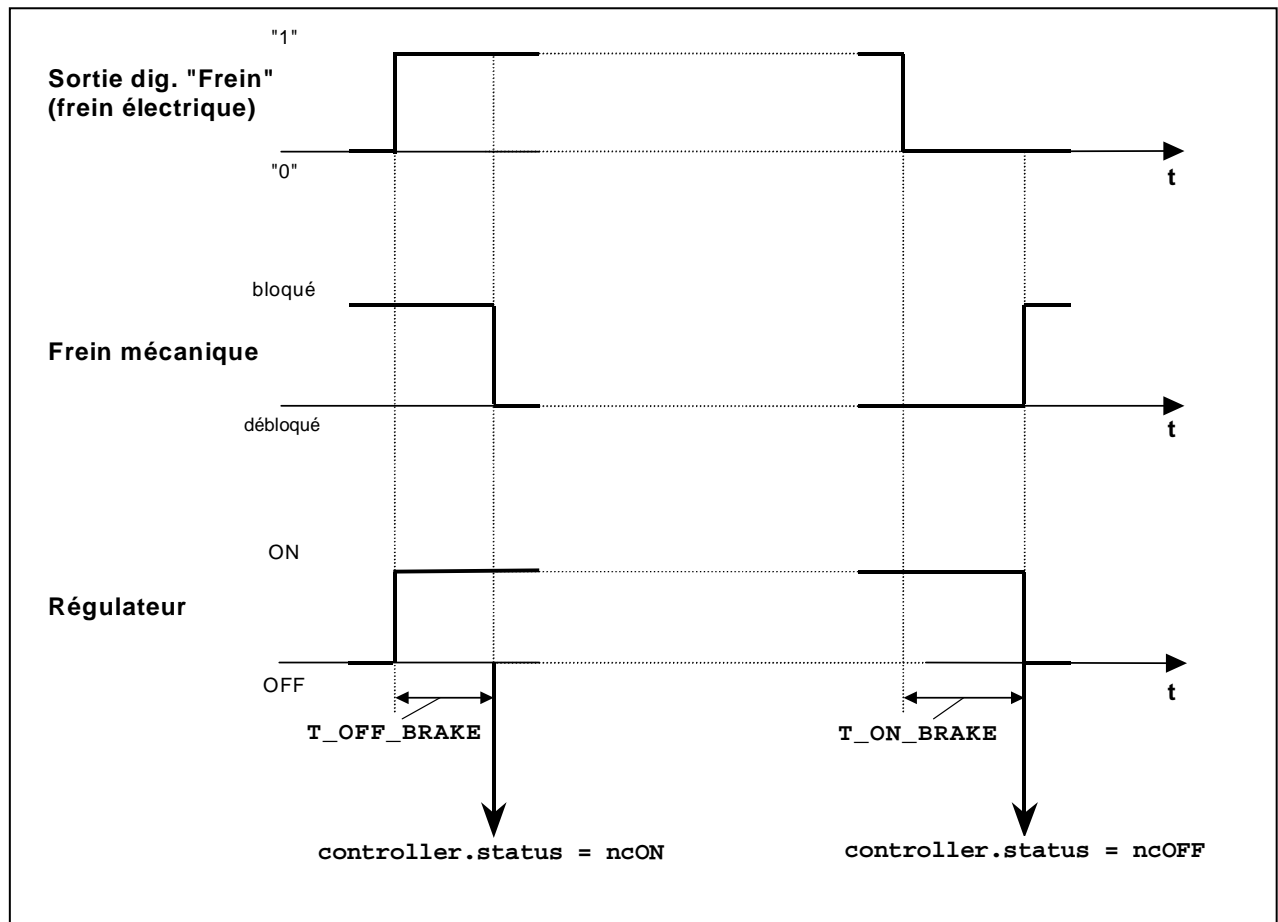 "1"
Sortie dig. "Frein"
(frein électrique)
"0"
t
bloqué
Frein mécanique
débloqué
t
ON
Régulateur
OFF
t
T_OFF_BRAKE
T_ON_BRAKE
controller.status = ncON
controller.status = ncOFF